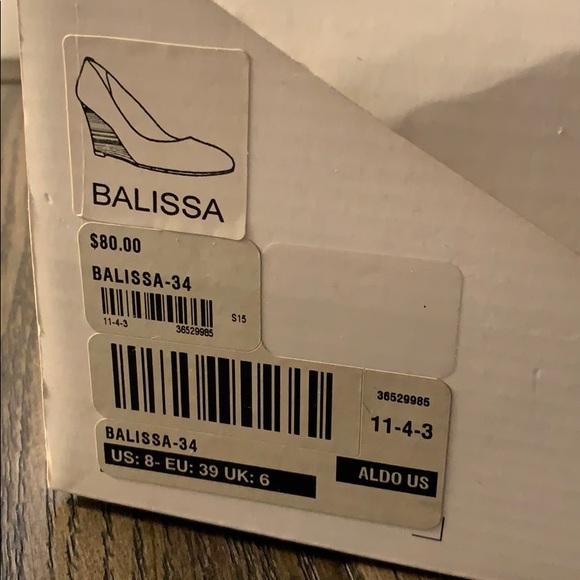 BALISSA
$80.00
BALISSA-34
S15
11-4-3 36529985
36529985
11-4-3
BALISSA-34
US: 8- EU: 39 UK: 6
ALDO US